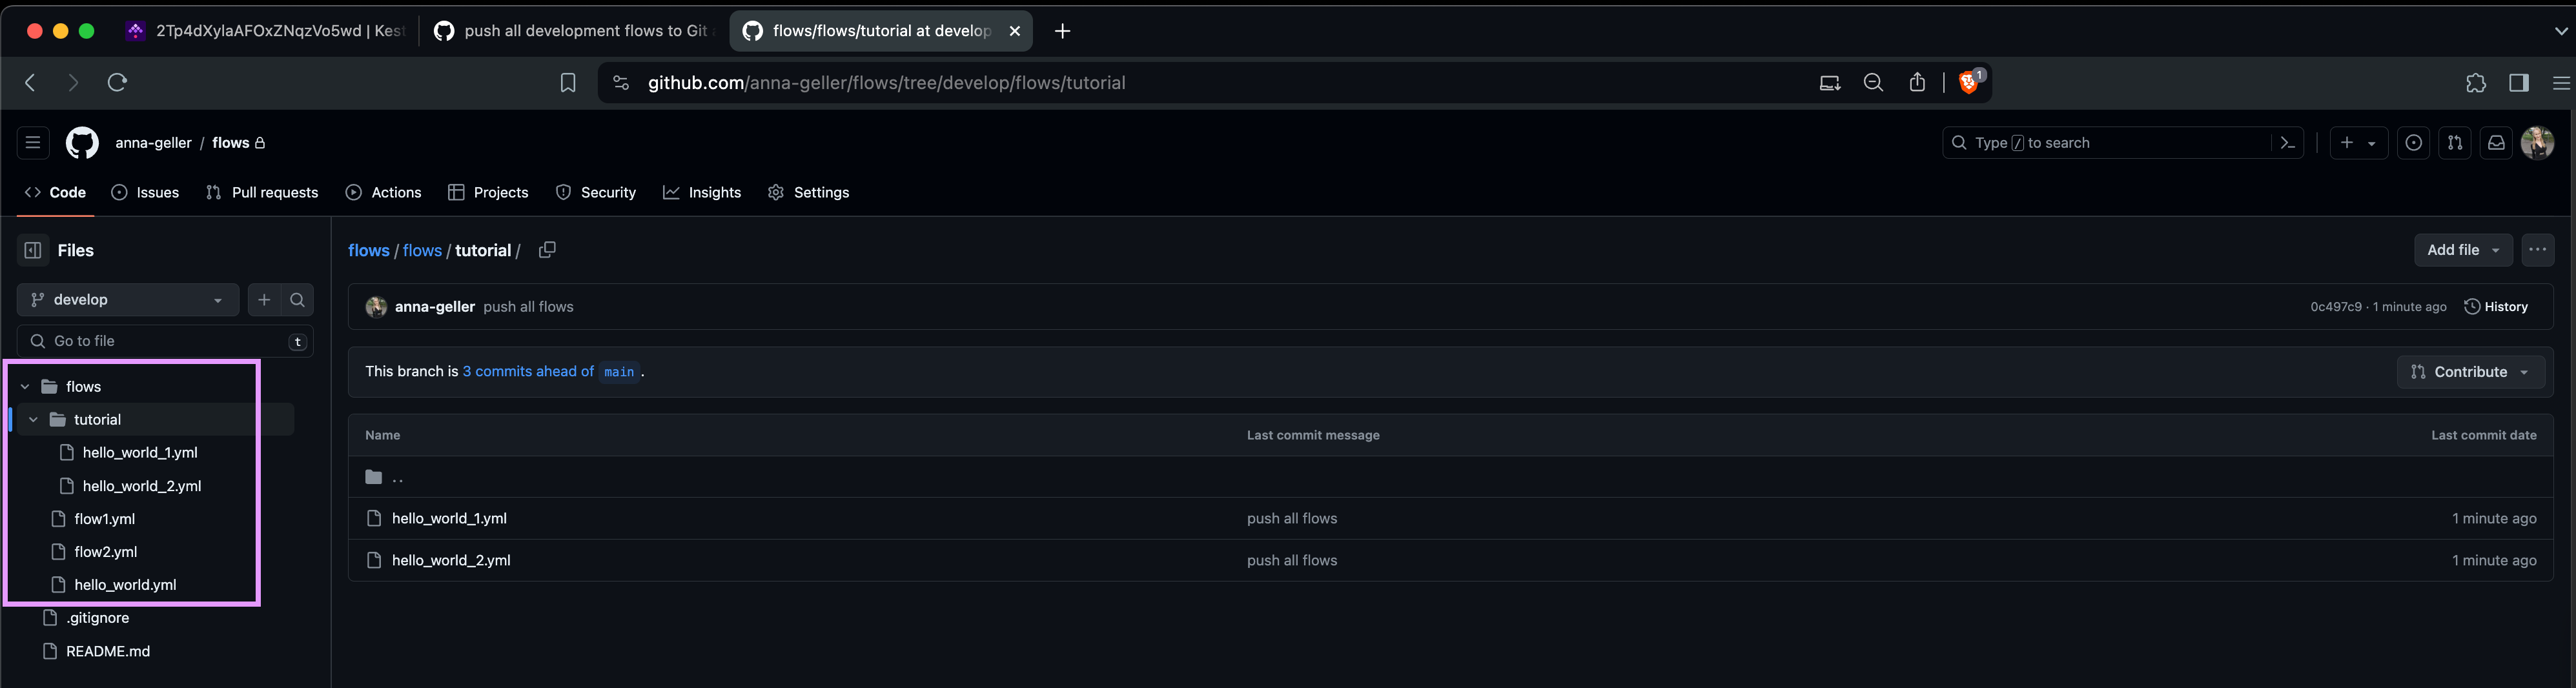 2Tp4dXylaAFOxZNqzVo5wd | Kest
push all development flows to Git
flows/flows/tutorial at develop
github.com/anna-geller/flows/tree/develop/flows/tutorial
1
anna-geller / flows
Type / to search
Code
Issues
Pull requests
Actions
Projects
Security
Insights
Settings
Files
flows / flows / tutorial /
Add file
develop
anna-geller push all flows
0c497c9 · 1 minute ago
History
Go to file
t
This branch is 3 commits ahead of main .
Contribute
flows
tutorial
hello_world_1.yml
hello_world_2.yml
flow1.yml
flow2.yml
hello_world.yml
.gitignore
README.md
Name
Last commit message
Last commit date
..
hello_world_1.yml
push all flows
1 minute ago
hello_world_2.yml
push all flows
1 minute ago